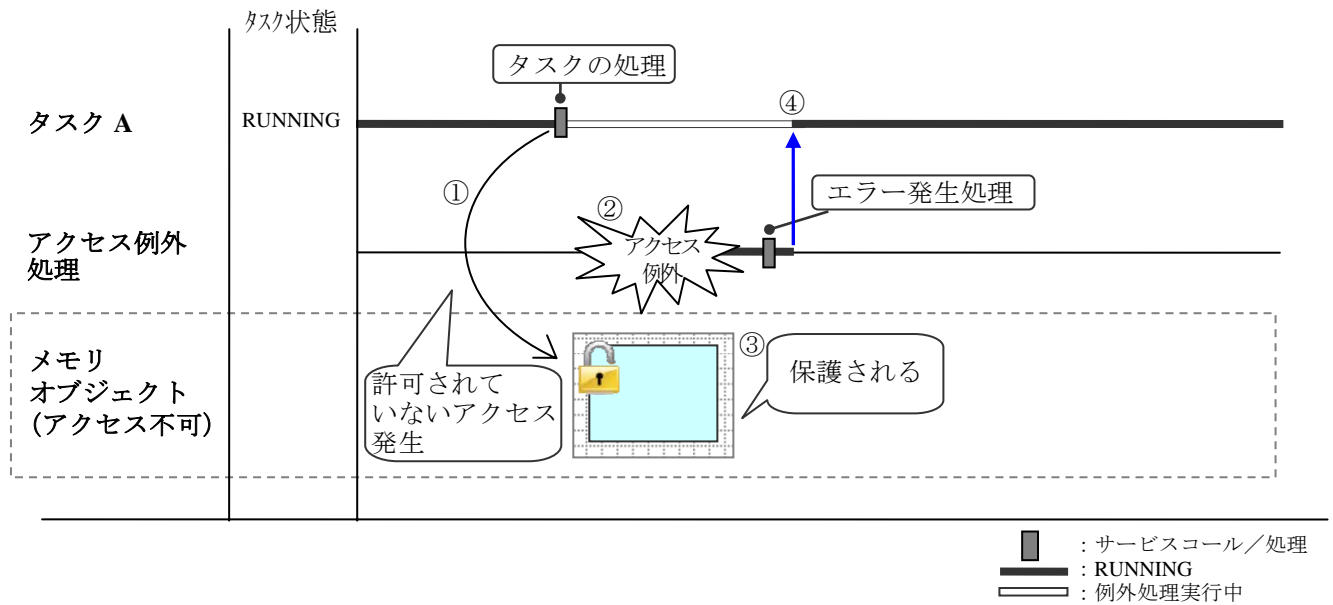 ﾀｽｸ状態
タスクの処理
タスク A
RUNNING
④
①
エラー発生処理
②
アクセス例外
処理
アクセス
例外
メモリ
オブジェクト
(アクセス不可)
許可されて
いないアクセス
発生
③
保護される
：サービスコール／処理
：RUNNING
：例外処理実行中